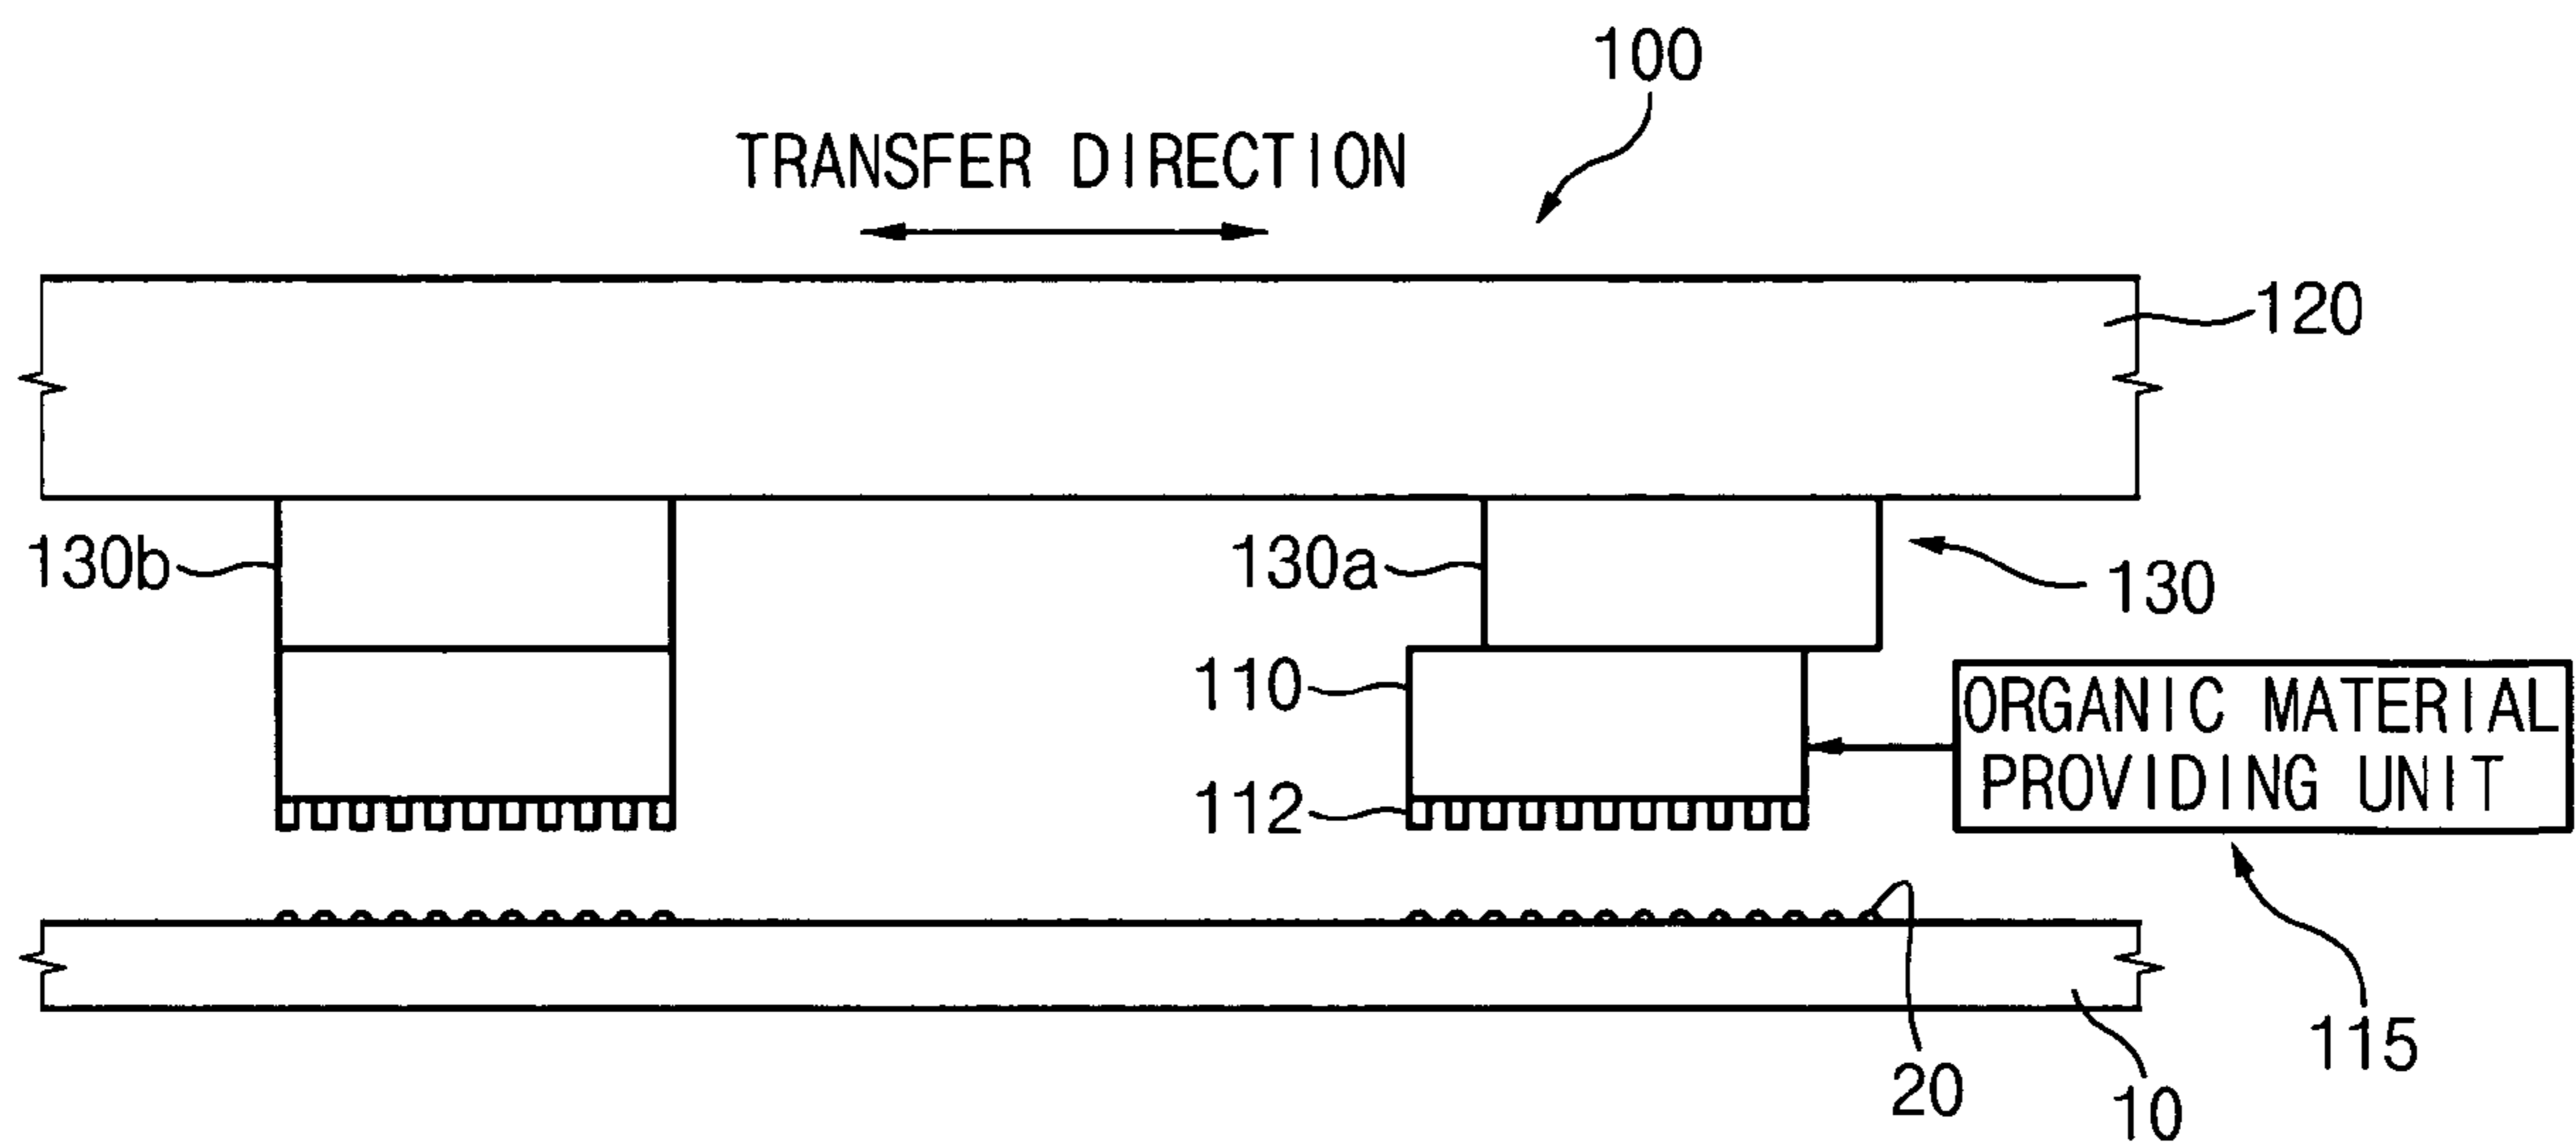 100
TRANSFER DIRECTION
120
130b
130a
130
110
ORGANIC MATERIAL
PROVIDING UNIT
112
115
20
10